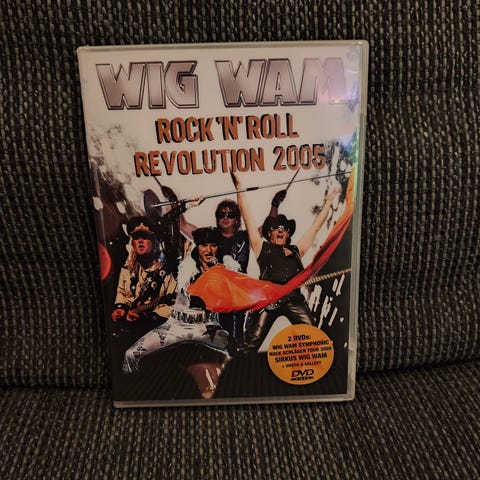 WIG WAM
ROCK 'N' ROLL
REVOLUTION 2005
2 DVDs:
WIG WAM SYMPHONIC
ROCK SCHLÄGER TOUR 2005
SIRKUS WIG WAM
+ VIDEOS & GALLERY
DVD
VIDEO